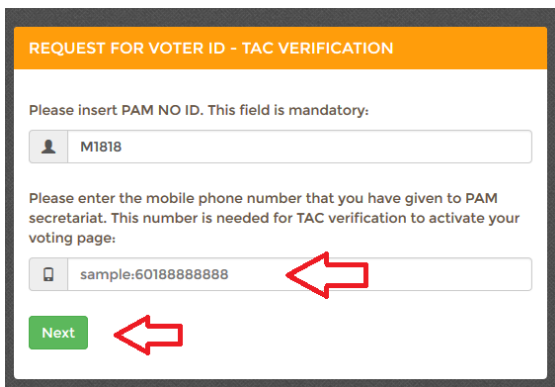 REQUEST FOR VOTER ID - TAC VERIFICATION
Please insert PAM NO ID. This field is mandatory:
M1818
Please enter the mobile phone number that you have given to PAM
secretariat. This number is needed for TAC verification to activate your
voting page:
sample:60188888888
Next